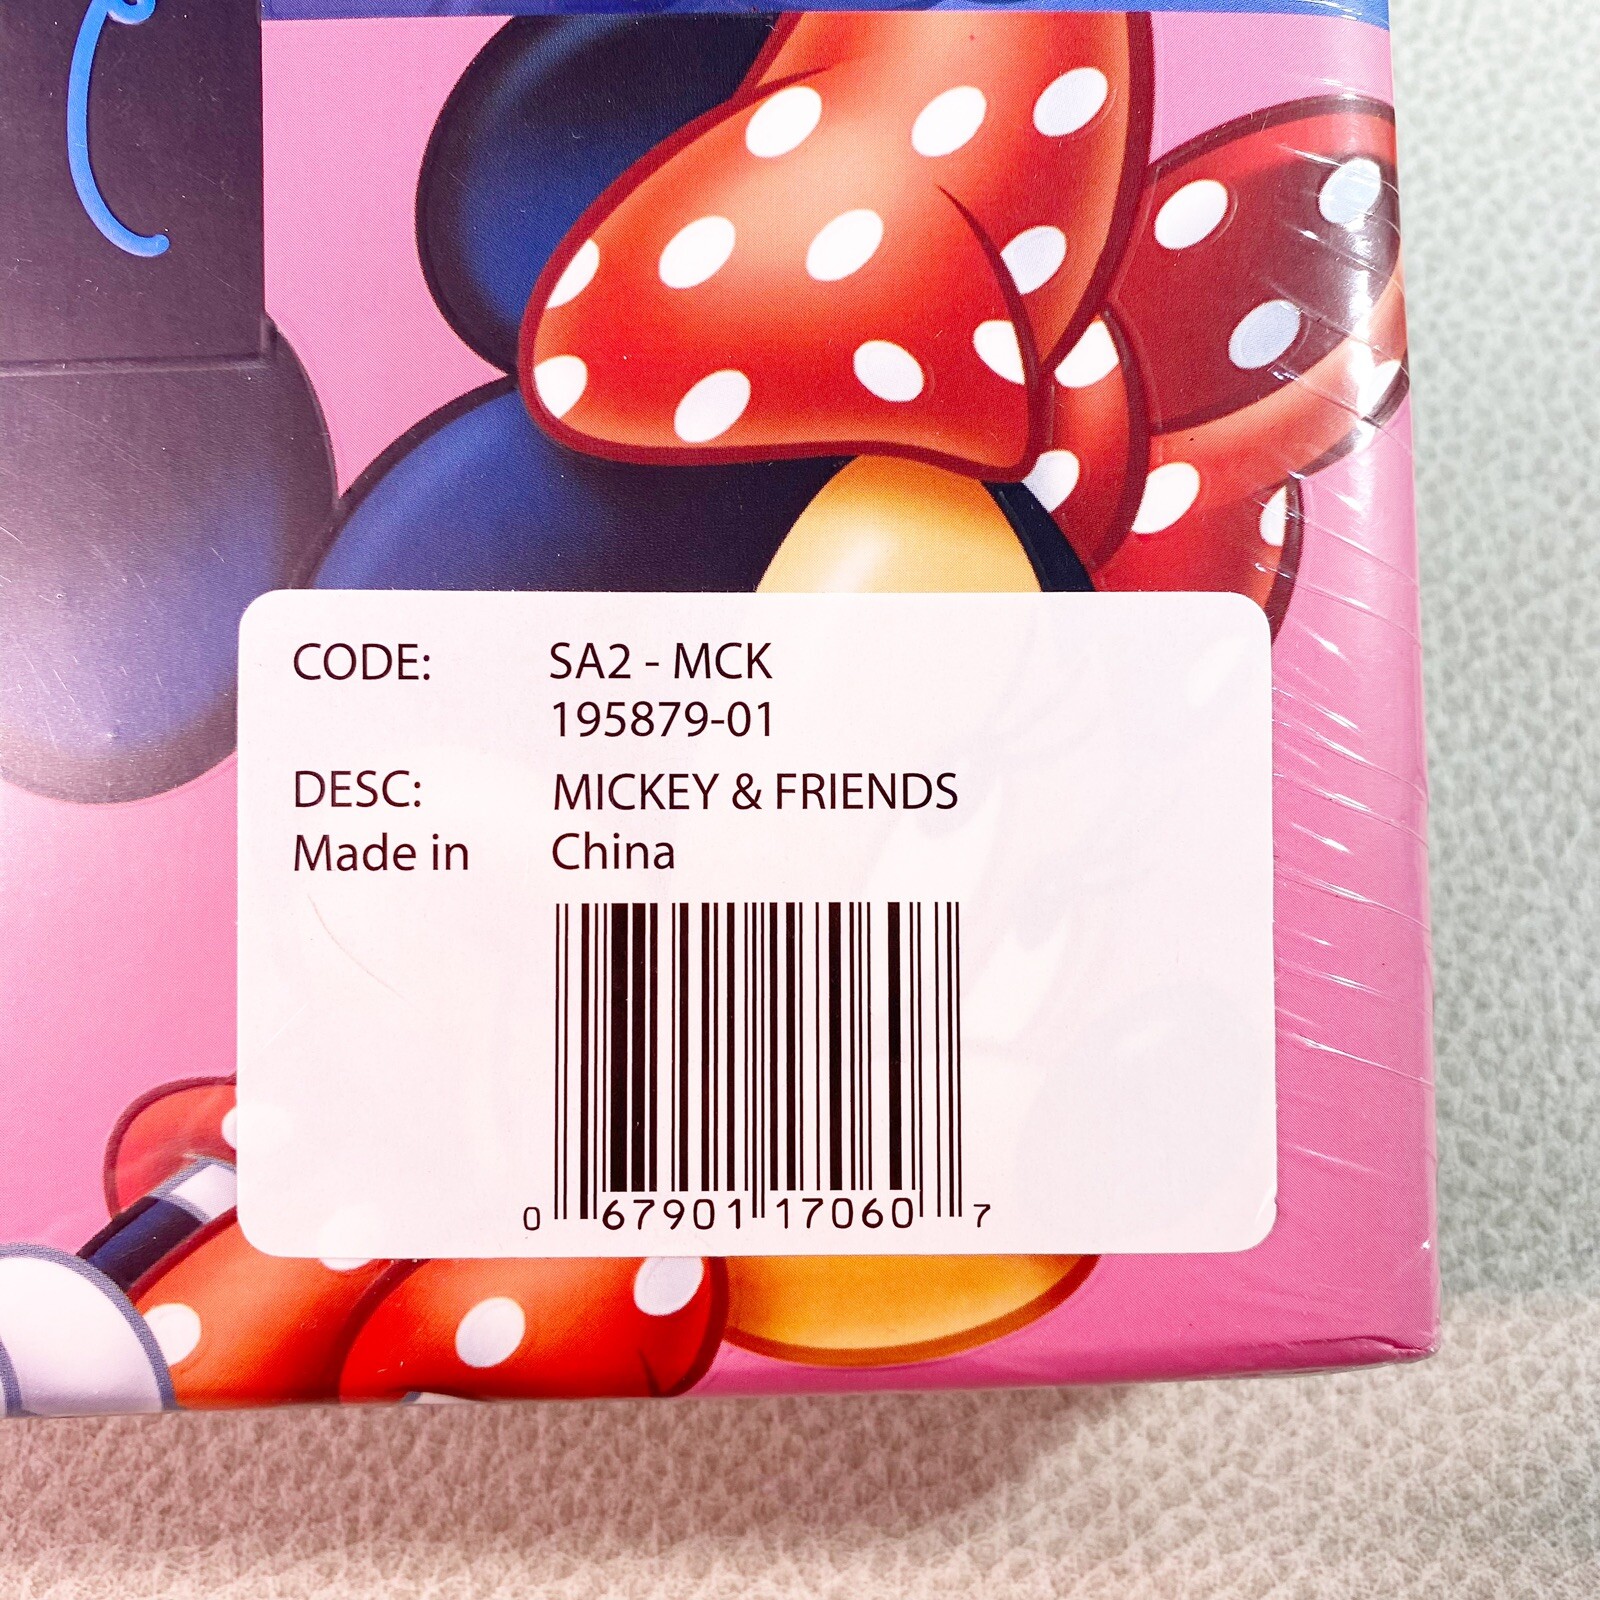 CODE: SA2 - MCK
195879-01
DESC: MICKEY & FRIENDS
Made in China
0 67901 17060 7